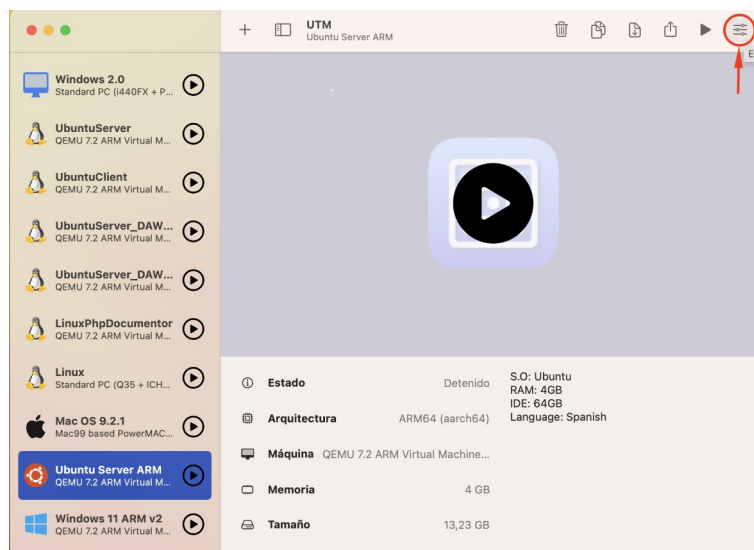 UTM
Ubuntu Server ARM
Windows 2.0
Standard PC (i440FX + P...
UbuntuServer
QEMU 7.2 ARM Virtual M...
UbuntuClient
QEMU 7.2 ARM Virtual M...
UbuntuServer_DAW...
QEMU 7.2 ARM Virtual M...
UbuntuServer_DAW...
QEMU 7.2 ARM Virtual M...
LinuxPhpDocumentor
QEMU 7.2 ARM Virtual M...
Linux
Standard PC (Q35 + ICH...
Mac OS 9.2.1
Mac99 based PowerMAC...
Ubuntu Server ARM
QEMU 7.2 ARM Virtual M...
Windows 11 ARM v2
QEMU 7.2 ARM Virtual M...
E
Estado Detenido
Arquitectura ARM64 (aarch64)
Máquina QEMU 7.2 ARM Virtual Machine...
Memoria 4 GB
Tamaño 13,23 GB
S.O: Ubuntu
RAM: 4GB
IDE: 64GB
Language: Spanish